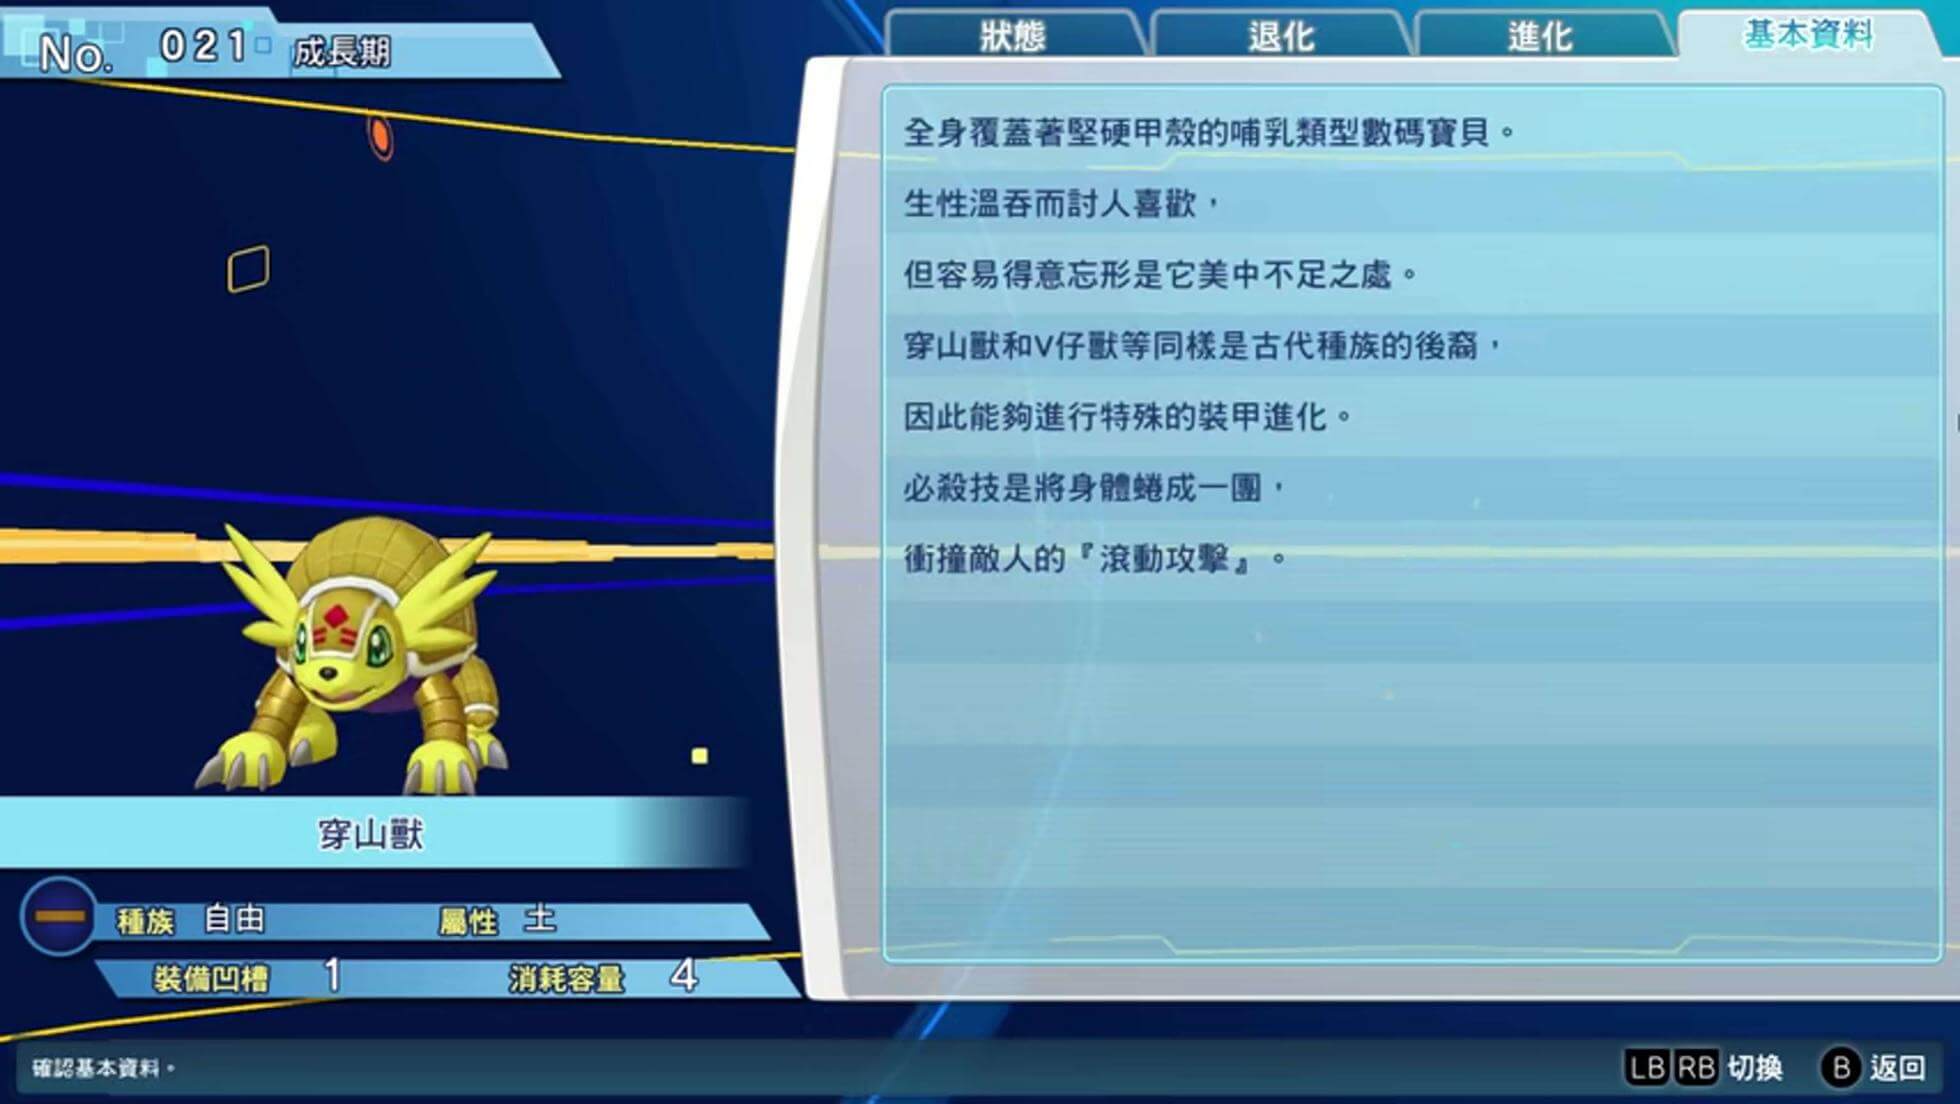 No. 021 成長期
狀態 退化 進化 基本資料
全身覆蓋著堅硬甲殼的哺乳類型數碼寶貝。
生性溫吞而討人喜歡，
但容易得意忘形是它美中不足之處。
穿山獸和V仔獸等同樣是古代種族的後裔，
因此能夠進行特殊的裝甲進化。
必殺技是將身體蜷成一團，
衝撞敵人的『滾動攻擊』。
穿山獸
種族 自由 屬性 土
裝備凹槽 1 消耗容量 4
確認基本資料。
LB RB 切換 B 返回